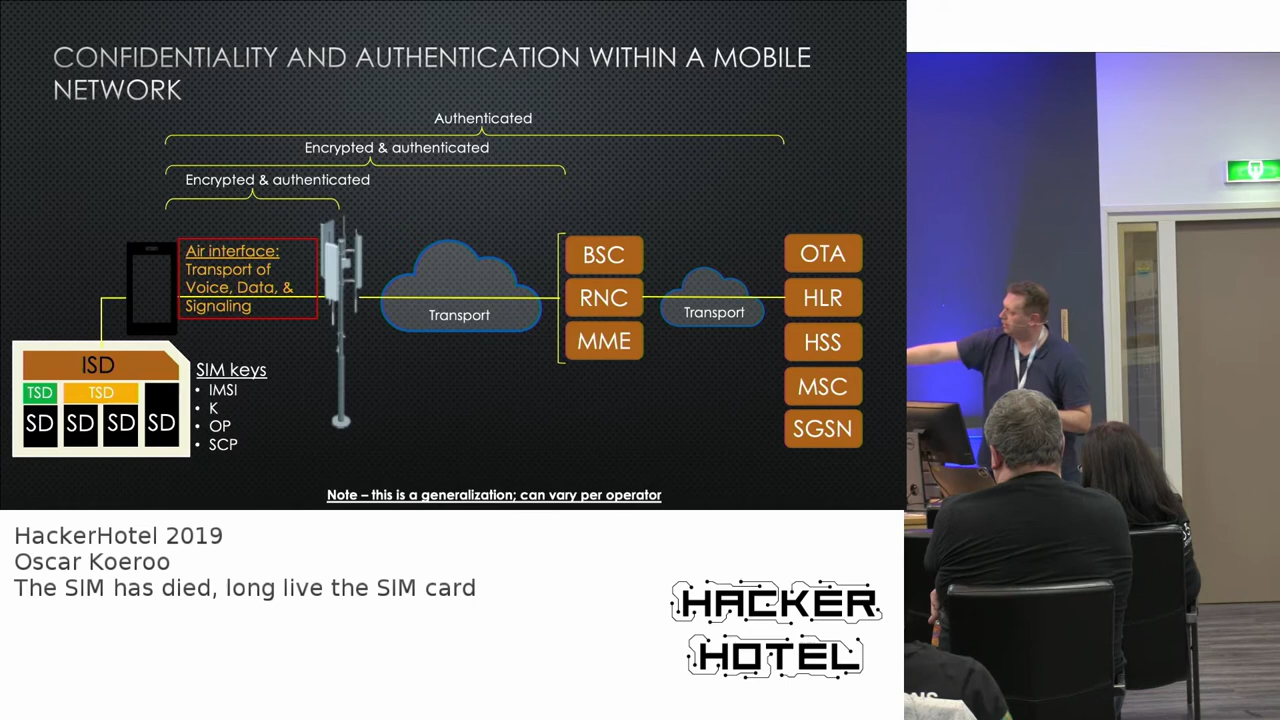 CONFIDENTIALITY AND AUTHENTICATION WITHIN A MOBILE
NETWORK
Authenticated
Encrypted & authenticated
Encrypted & authenticated
Air interface:
Transport of
Voice, Data, &
Signaling
Transport
BSC
RNC
MME
Transport
OTA
HLR
HSS
MSC
SGSN
ISD
TSD
TSD
SD
SD
SD
SD
SIM keys
• IMSI
• K
• OP
• SCP
Note – this is a generalization; can vary per operator
HackerHotel 2019
Oscar Koeroo
The SIM has died, long live the SIM card
HACKER
HOTEL